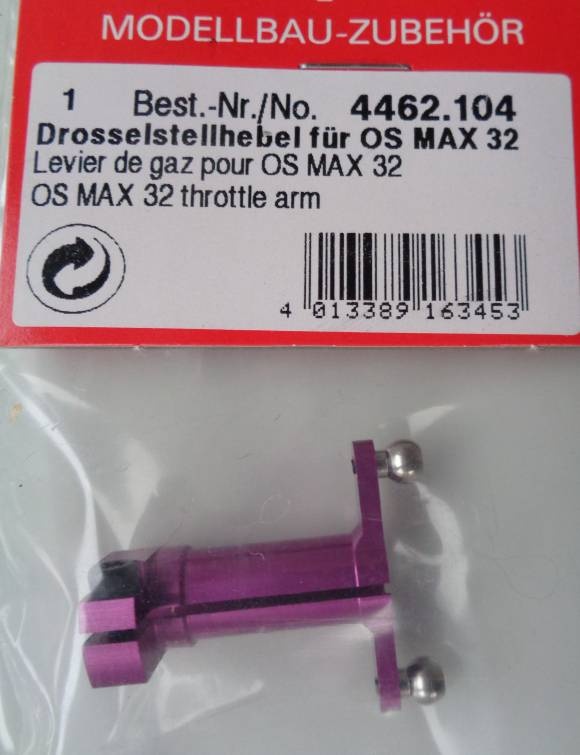 MODELLBAU-ZUBEHÖR
1 Best.-Nr./No. 4462.104
Drosselstellhebel für OS MAX 32
Levier de gaz pour OS MAX 32
OS MAX 32 throttle arm
4 013389 163453